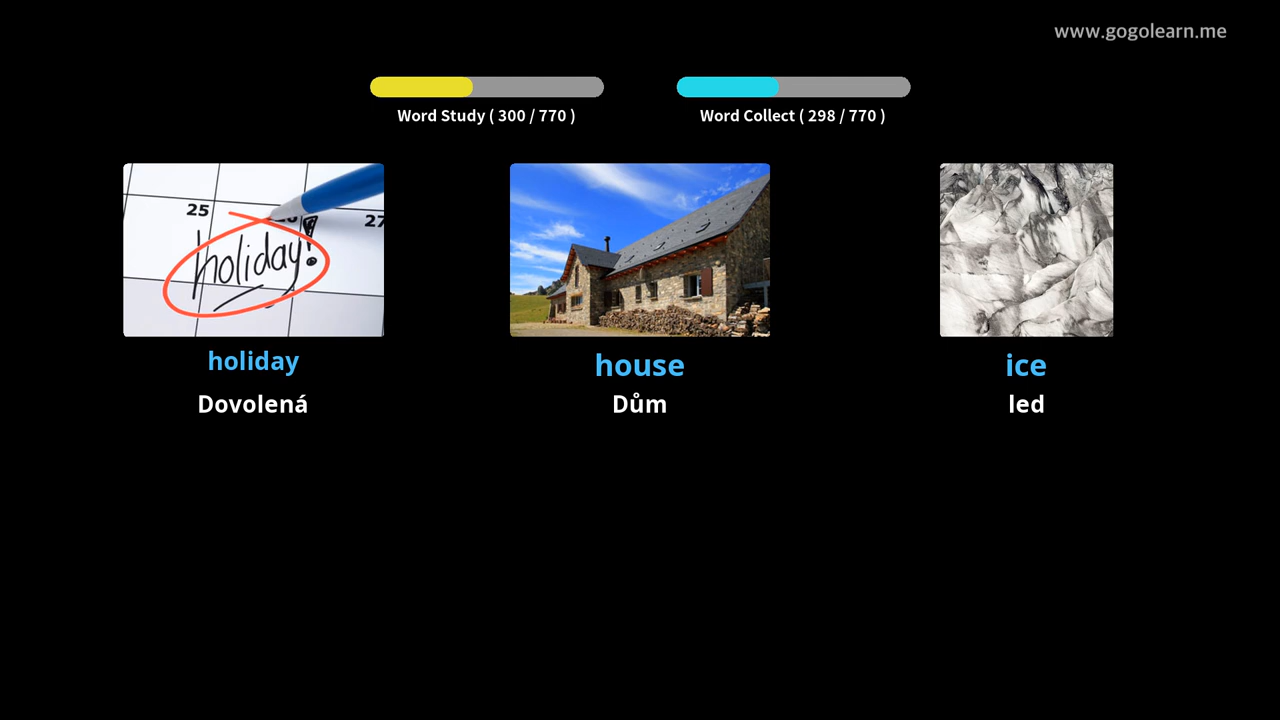 www.gogolearn.me
Word Study ( 300 / 770 )
Word Collect ( 298 / 770 )
25
27
holiday!
holiday
house
ice
Dovolená
Dům
led